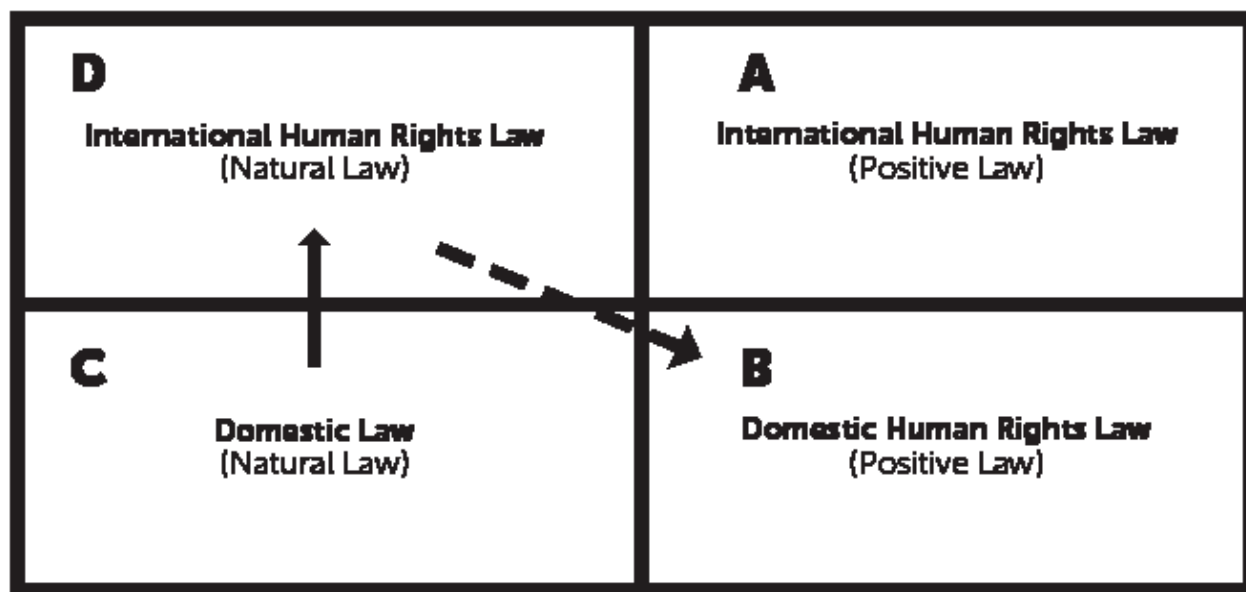 D
International Human Rights Law
(Natural Law)
A
International Human Rights Law
(Positive Law)
C
Domestic Law
(Natural Law)
B
Domestic Human Rights Law
(Positive Law)